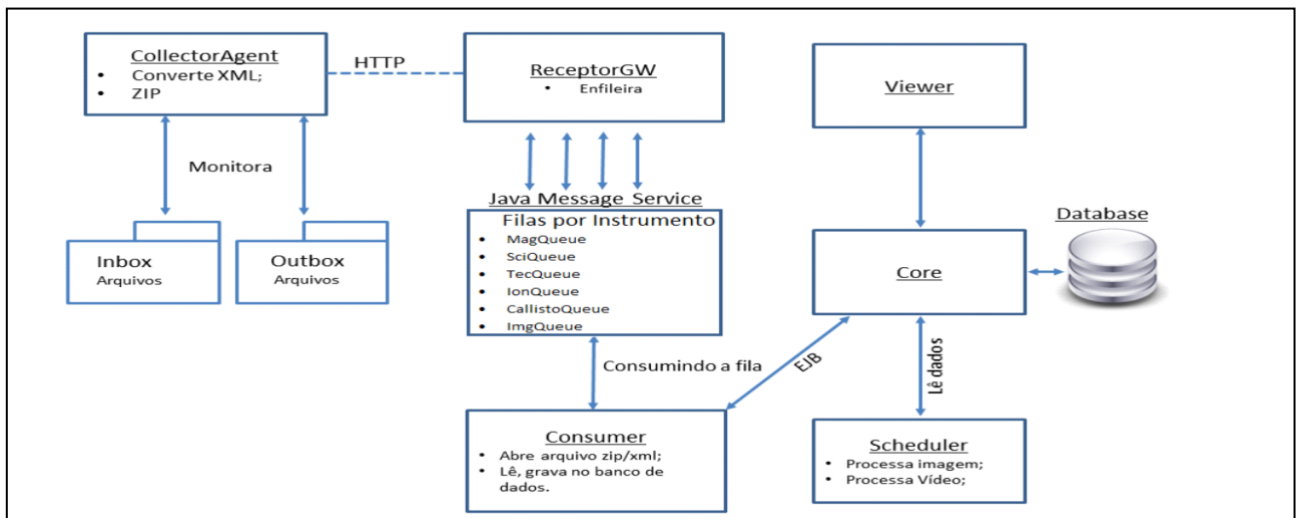 CollectorAgent
• Converte XML;
• ZIP
HTTP
ReceptorGW
• Enfileira
Viewer
Monitora
Inbox
Arquivos
Outbox
Arquivos
Java Message Service
Filas por Instrumento
• MagQueue
• SciQueue
• TecQueue
• IonQueue
• CallistoQueue
• ImgQueue
Core
Database
Consumindo a fila
EJB
Lê dados
Consumer
• Abre arquivo zip/xml;
• Lê, grava no banco de
dados.
Scheduler
• Processa imagem;
• Processa Vídeo;